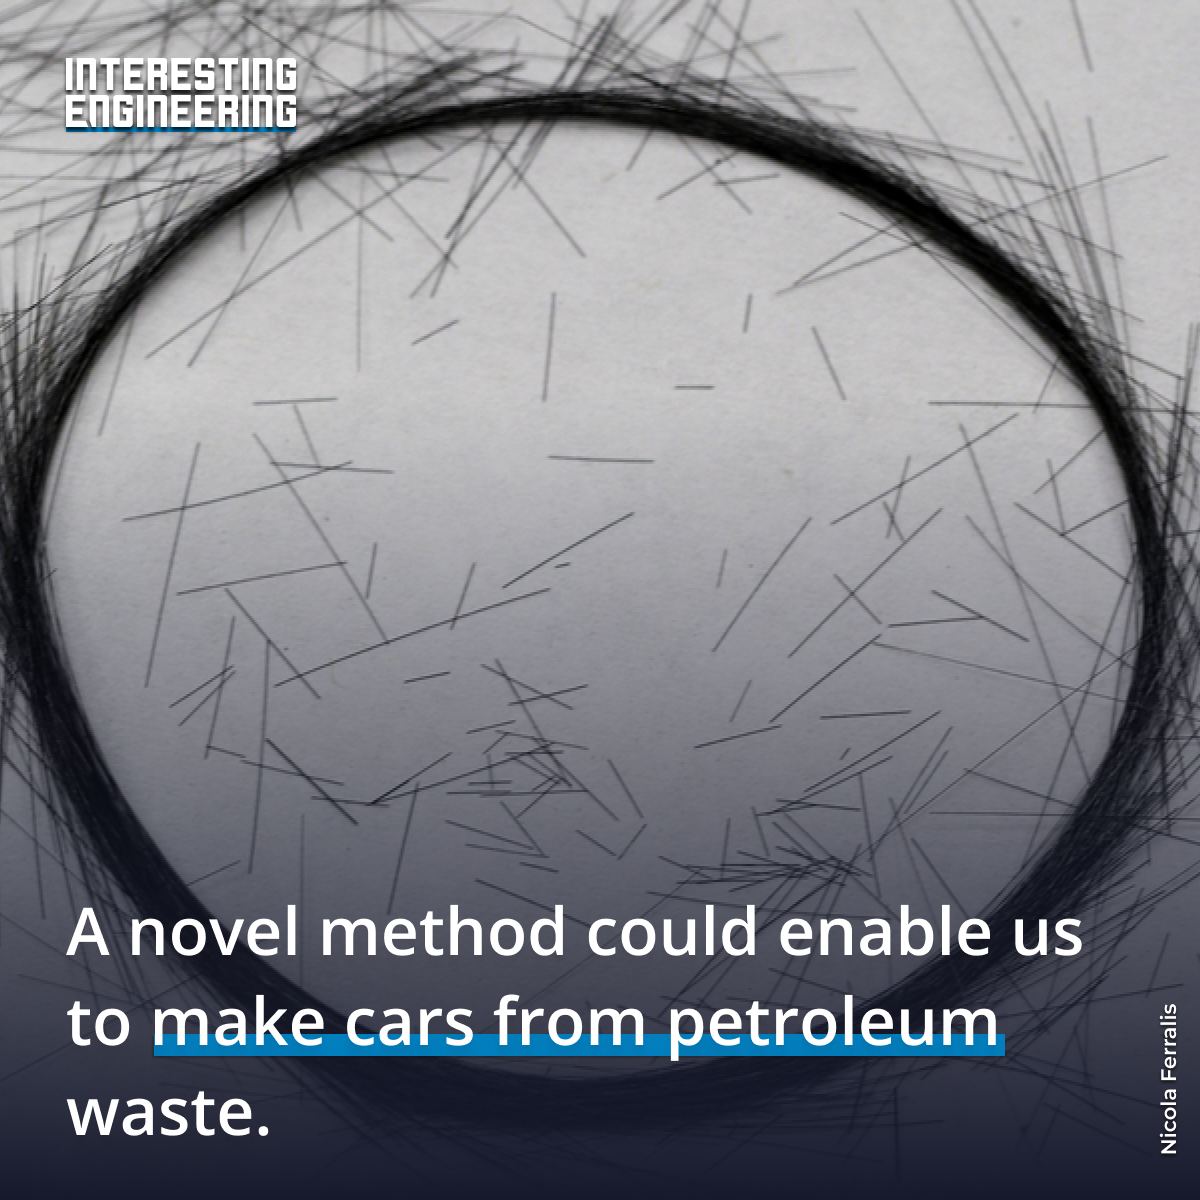 INTERESTING
ENGINEERING
A novel method could enable us
to make cars from petroleum
waste.
Nicola Ferralis